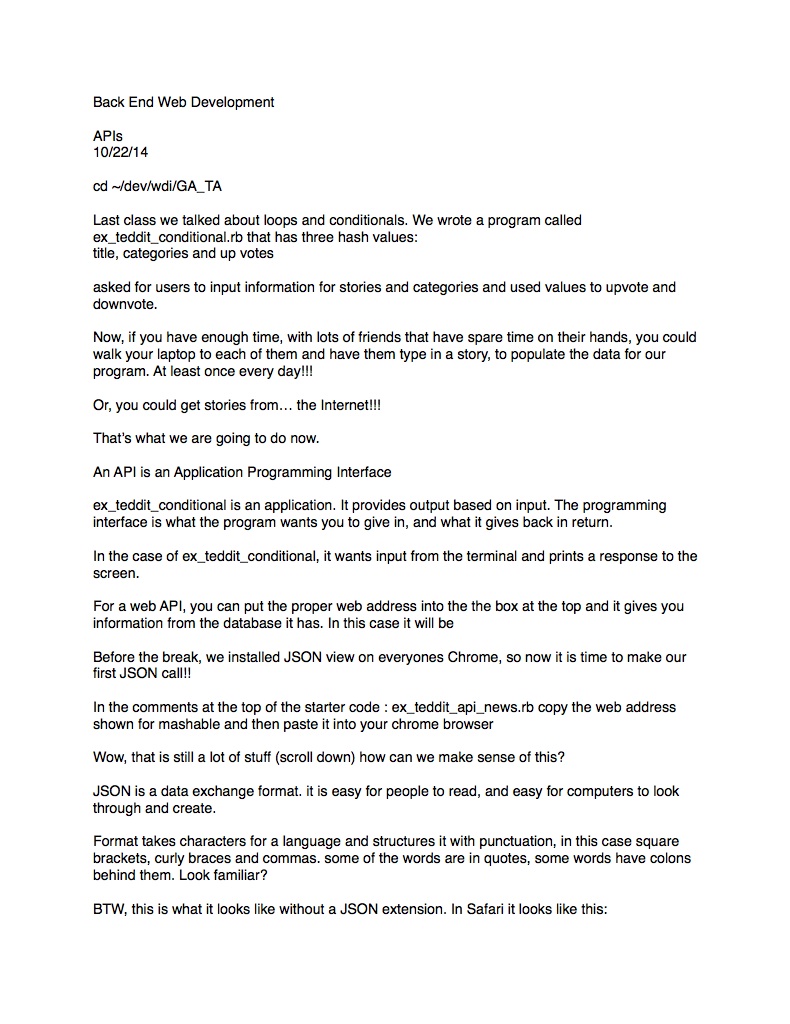 Back End Web Development
APIs
10/22/14
cd ~/dev/wdi/GA_TA
Last class we talked about loops and conditionals. We wrote a program called
ex_teddit_conditional.rb that has three hash values:
title, categories and up votes
asked for users to input information for stories and categories and used values to upvote and
downvote.
Now, if you have enough time, with lots of friends that have spare time on their hands, you could
walk your laptop to each of them and have them type in a story, to populate the data for our
program. At least once every day!!!
Or, you could get stories from… the Internet!!!
That's what we are going to do now.
An API is an Application Programming Interface
ex_teddit_conditional is an application. It provides output based on input. The programming
interface is what the program wants you to give in, and what it gives back in return.
In the case of ex_teddit_conditional, it wants input from the terminal and prints a response to the
screen.
For a web API, you can put the proper web address into the the box at the top and it gives you
information from the database it has. In this case it will be
Before the break, we installed JSON view on everyones Chrome, so now it is time to make our
first JSON call!!
In the comments at the top of the starter code : ex_teddit_api_news.rb copy the web address
shown for mashable and then paste it into your chrome browser
Wow, that is still a lot of stuff (scroll down) how can we make sense of this?
JSON is a data exchange format. it is easy for people to read, and easy for computers to look
through and create.
Format takes characters for a language and structures it with punctuation, in this case square
brackets, curly braces and commas. some of the words are in quotes, some words have colons
behind them. Look familiar?
BTW, this is what it looks like without a JSON extension. In Safari it looks like this: